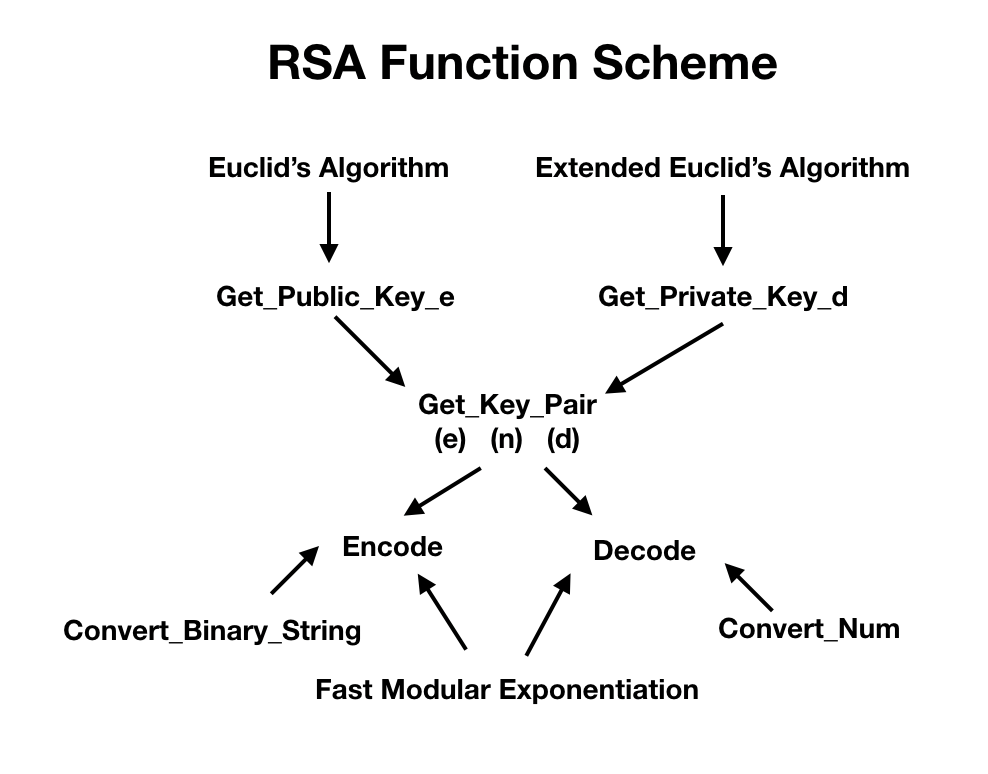 RSA Function Scheme
Euclid’s Algorithm
Extended Euclid’s Algorithm
Get_Public_Key_e
Get_Private_Key_d
Get_Key_Pair
(e) (n) (d)
Encode
Decode
Convert_Binary_String
Convert_Num
Fast Modular Exponentiation